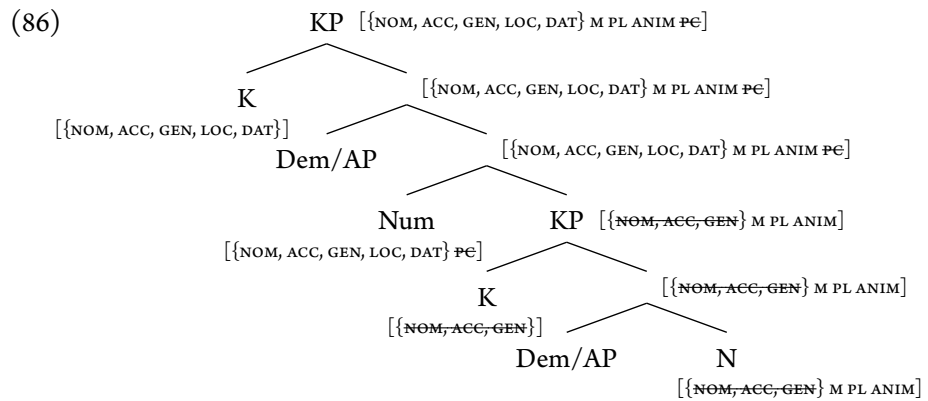 (86)
KP [{NOM, ACC, GEN, LOC, DAT} M PL ANIM PC]
K [{NOM, ACC, GEN, LOC, DAT} M PL ANIM PC]
[{NOM, ACC, GEN, LOC, DAT}]
Dem/AP [{NOM, ACC, GEN, LOC, DAT} M PL ANIM PC]
Num KP [{NOM, ACC, GEN} M PL ANIM]
[{NOM, ACC, GEN, LOC, DAT} PC]
K [{NOM, ACC, GEN} M PL ANIM]
[{NOM, ACC, GEN}]
Dem/AP N
[{NOM, ACC, GEN} M PL ANIM]